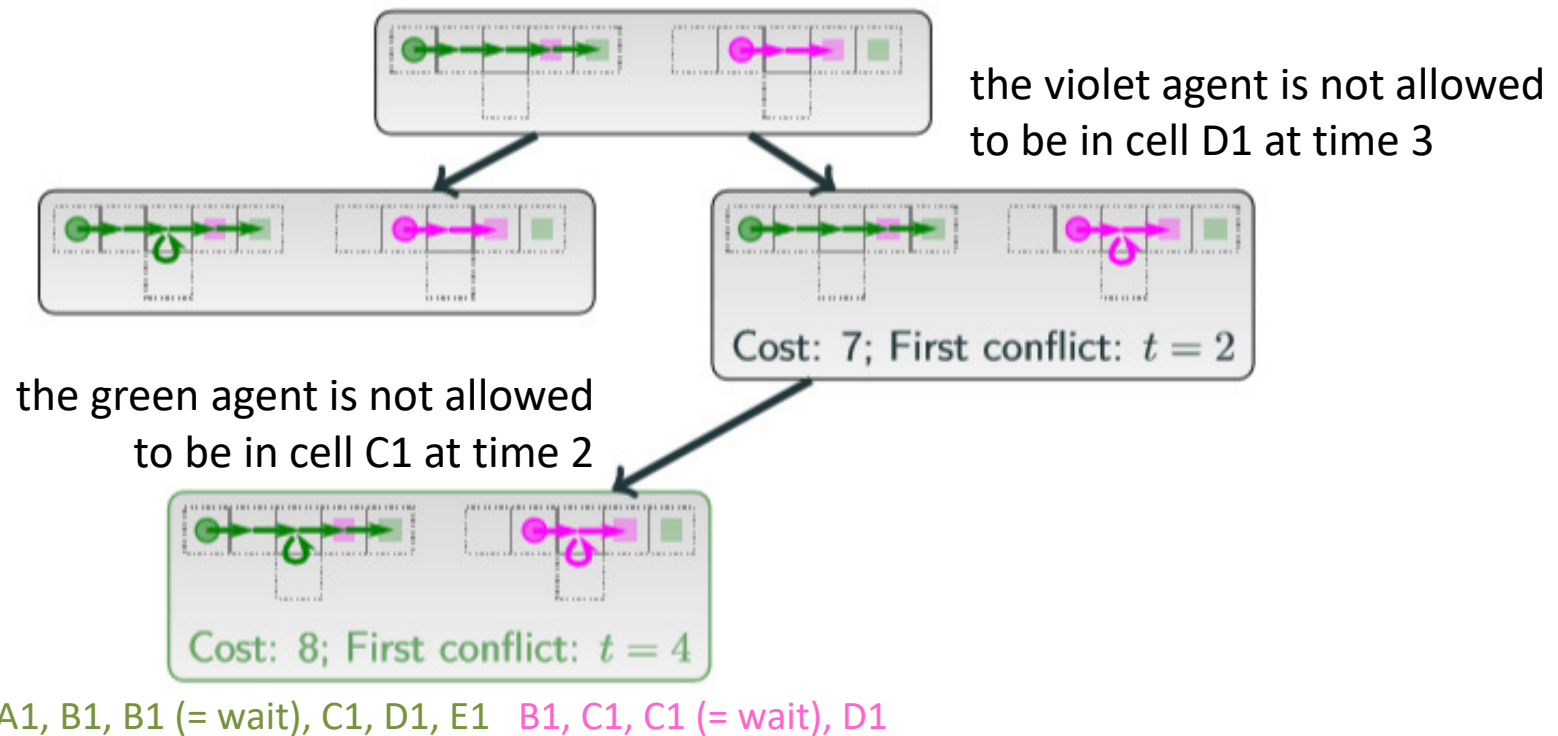 the violet agent is not allowed
to be in cell D1 at time 3
Cost: 7; First conflict: t = 2
the green agent is not allowed
to be in cell C1 at time 2
Cost: 8; First conflict: t = 4
A1, B1, B1 (= wait), C1, D1, E1 B1, C1, C1 (= wait), D1